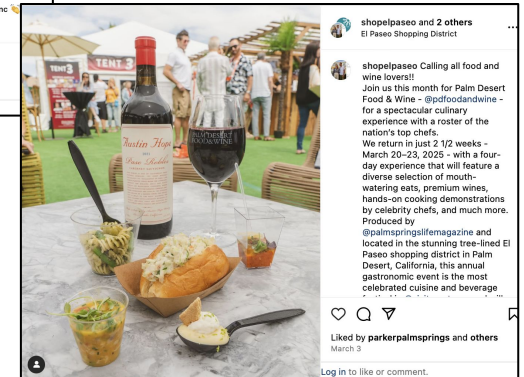 nc
TENT 3
TENT 3
Austin Hope
Paso Robles
PALM DESERT
FOOD&WINE
shopelpaseo and 2 others
El Paseo Shopping District
shopelpaseo Calling all food and
wine lovers!!
Join us this month for Palm Desert
Food & Wine - @pdfoodandwine -
for a spectacular culinary
experience with a roster of the
nation's top chefs.
We return in just 2 1/2 weeks -
March 20–23, 2025 - with a four-
day experience that will feature a
diverse selection of mouth-
watering eats, premium wines,
hands-on cooking demonstrations
by celebrity chefs, and much more.
Produced by
@palmspringslifemagazine and
located in the stunning tree-lined El
Paseo shopping district in Palm
Desert, California, this annual
gastronomic event is the most
celebrated cuisine and beverage
Liked by parkerpalmsprings and others
March 3
Log in to like or comment.